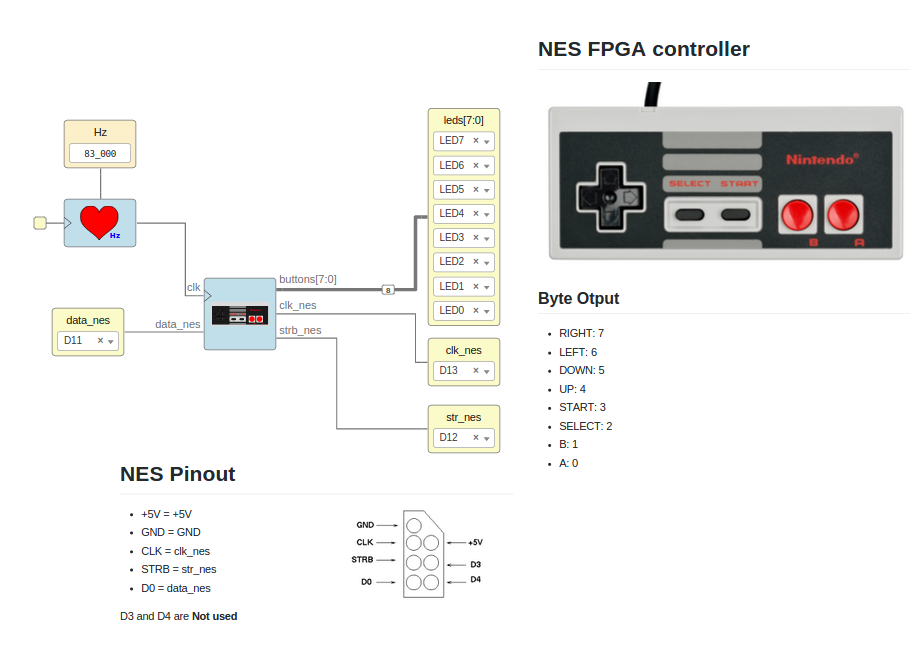 NES FPGA controller
Nintendo®
SELECT START
B A
Hz
83_000
Hz
clk
data_nes
D11 × ▾
data_nes
buttons[7:0]
8
clk_nes
strb_nes
leds[7:0]
LED7 × ▾
LED6 × ▾
LED5 × ▾
LED4 × ▾
LED3 × ▾
LED2 × ▾
LED1 × ▾
LED0 × ▾
clk_nes
D13 × ▾
str_nes
D12 × ▾
Byte Otput
• RIGHT: 7
• LEFT: 6
• DOWN: 5
• UP: 4
• START: 3
• SELECT: 2
• B: 1
• A: 0
NES Pinout
• +5V = +5V
• GND = GND
• CLK = clk_nes
• STRB = str_nes
• D0 = data_nes
D3 and D4 are Not used
GND
CLK
STRB
D0
+5V
D3
D4